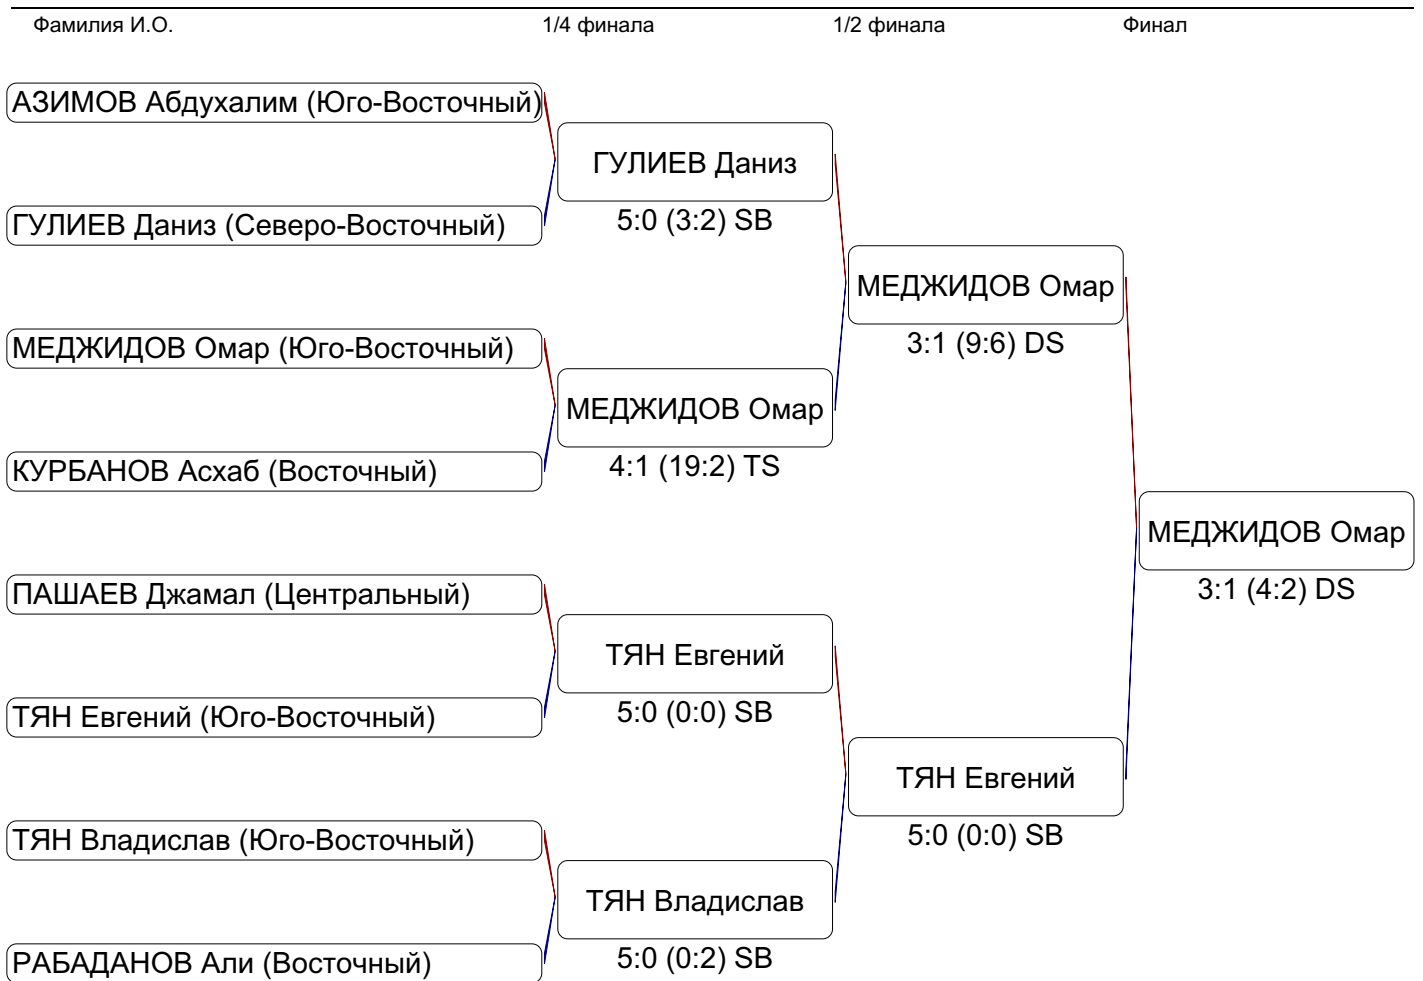 Фамилия И.О. 1/4 финала 1/2 финала Финал
АЗИМОВ Абдухалим (Юго-Восточный)
ГУЛИЕВ Даниз
5:0 (3:2) SB
ГУЛИЕВ Даниз (Северо-Восточный)
МЕДЖИДОВ Омар
3:1 (9:6) DS
МЕДЖИДОВ Омар (Юго-Восточный)
МЕДЖИДОВ Омар
4:1 (19:2) TS
КУРБАНОВ Асхаб (Восточный)
МЕДЖИДОВ Омар
3:1 (4:2) DS
ПАШАЕВ Джамал (Центральный)
ТЯН Евгений
5:0 (0:0) SB
ТЯН Евгений (Юго-Восточный)
ТЯН Евгений
5:0 (0:0) SB
ТЯН Владислав (Юго-Восточный)
ТЯН Владислав
5:0 (0:2) SB
РАБАДАНОВ Али (Восточный)